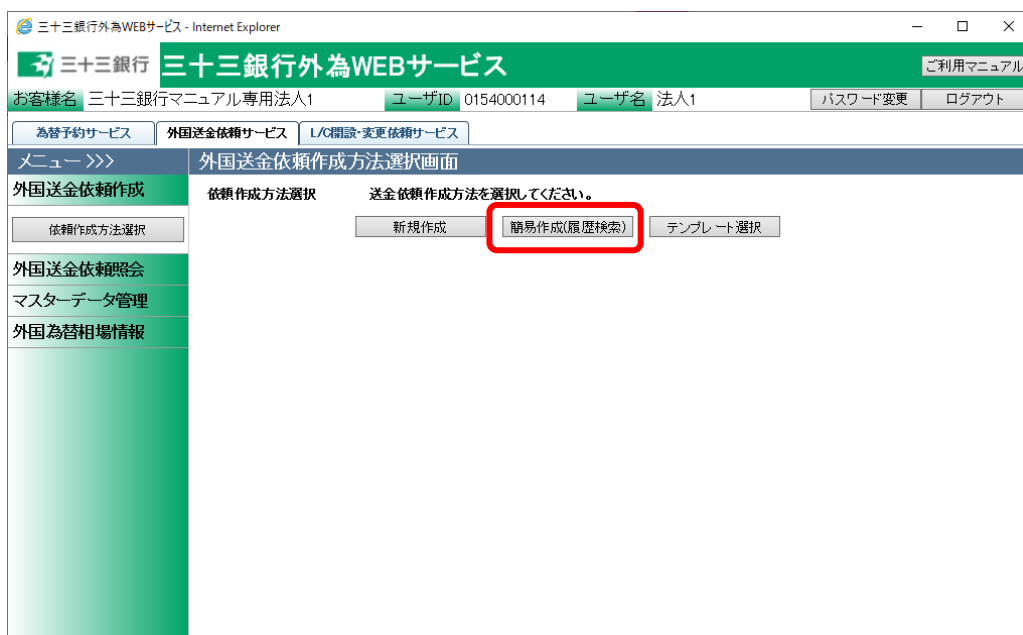 三十三銀行外為WEBサービス - Internet Explorer
三十三銀行 三十三銀行外為WEBサービス ご利用マニュアル
お客様名 三十三銀行マニュアル専用法人1 ユーザID 0154000114 ユーザ名 法人1 パスワード変更 ログアウト
為替予約サービス 外国送金依頼サービス L/C開設・変更依頼サービス
メニュー >>> 外国送金依頼作成方法選択画面
外国送金依頼作成 依頼作成方法選択 送金依頼作成方法を選択してください。
依頼作成方法選択 新規作成 簡易作成(履歴検索) テンプレート選択
外国送金依頼照会
マスターデータ管理
外国為替相場情報